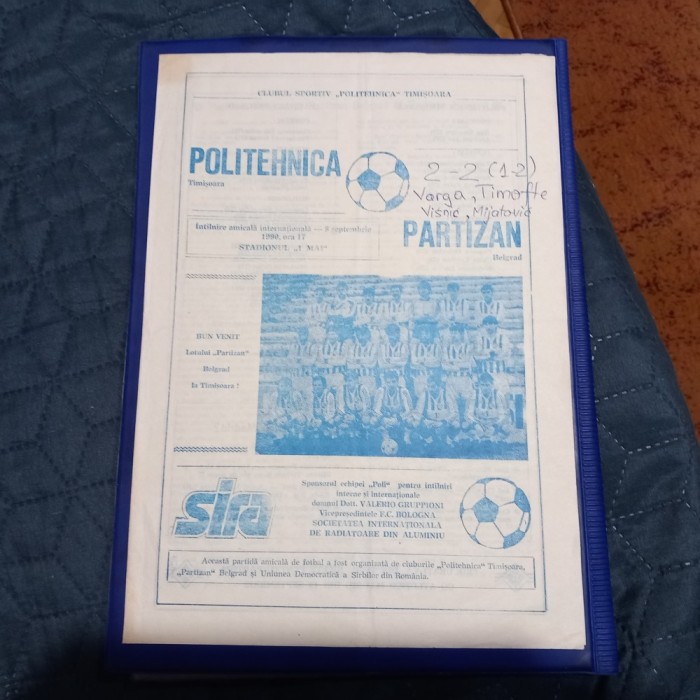 CLUBUL SPORTIV „POLITEHNICA“ TIMIȘOARA
POLITEHNICA
Timișoara
2-2 (1-2)
Varga, Timofte
Višnić, Mijatović
Întîlnire amicală internațională — 8 septembrie
1990, ora 17
STADIONUL „1 MAI“
PARTIZAN
Belgrad
BUN VENIT
Lotului „Partizan“
Belgrad
la Timișoara !
sira
Sponsorul echipei „Poli“ pentru întîlniri
interne și internaționale
domnul Dott. VALERIO GRUPPIONI
Vicepreședintele F.C. BOLOGNA
SOCIETATEA INTERNAȚIONALĂ
DE RADIATOARE DIN ALUMINIU
Această partidă amicală de fotbal a fost organizată de cluburile „Politehnica“ Timișoara,
„Partizan“ Belgrad și Uniunea Democratică a Sîrbilor din România.